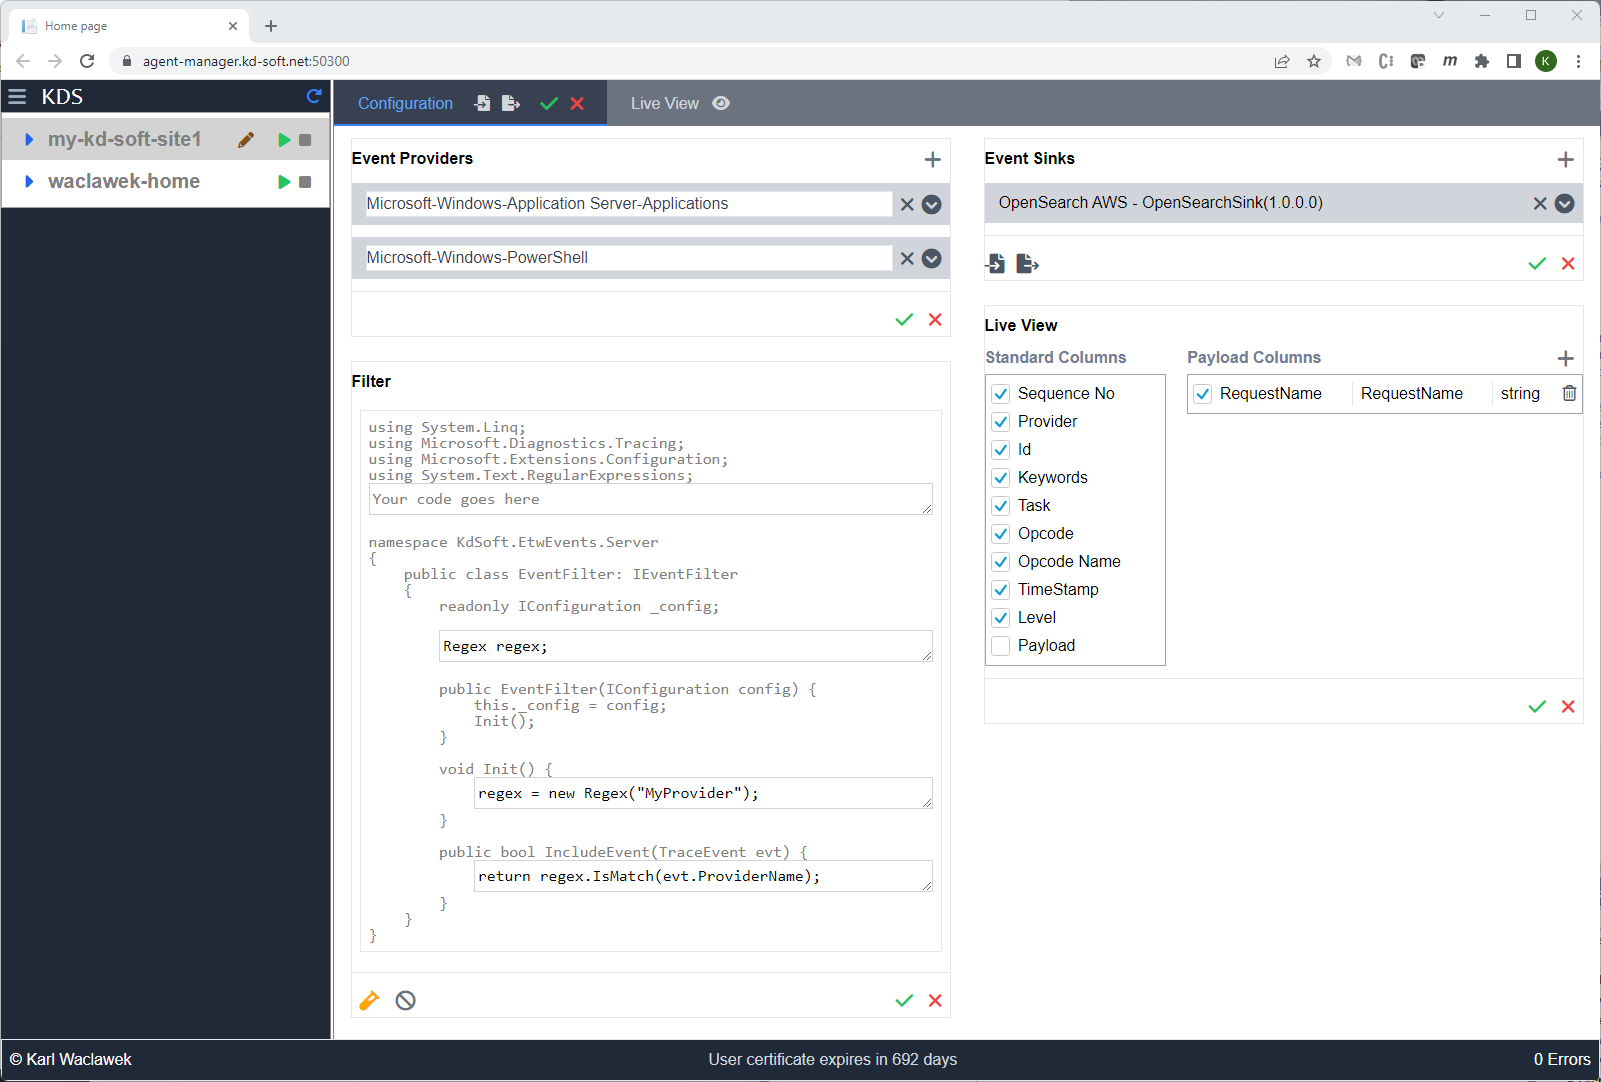 Home page
agent-manager.kd-soft.net:50300
m
K
KDS
my-kd-soft-site1
waclawek-home
Configuration
Live View
Event Providers
Microsoft-Windows-Application Server-Applications
Microsoft-Windows-PowerShell
Filter
using System.Linq;
using Microsoft.Diagnostics.Tracing;
using Microsoft.Extensions.Configuration;
using System.Text.RegularExpressions;
Your code goes here
namespace KdSoft.EtwEvents.Server
{
    public class EventFilter: IEventFilter
    {
        readonly IConfiguration _config;
        Regex regex;
        public EventFilter(IConfiguration config) {
            this._config = config;
            Init();
        }
        void Init() {
            regex = new Regex("MyProvider");
        }
        public bool IncludeEvent(TraceEvent evt) {
            return regex.IsMatch(evt.ProviderName);
        }
    }
}
Event Sinks
OpenSearch AWS - OpenSearchSink(1.0.0.0)
Live View
Standard Columns
Sequence No
Provider
Id
Keywords
Task
Opcode
Opcode Name
TimeStamp
Level
Payload
Payload Columns
RequestName RequestName string
© Karl Waclawek
User certificate expires in 692 days
0 Errors